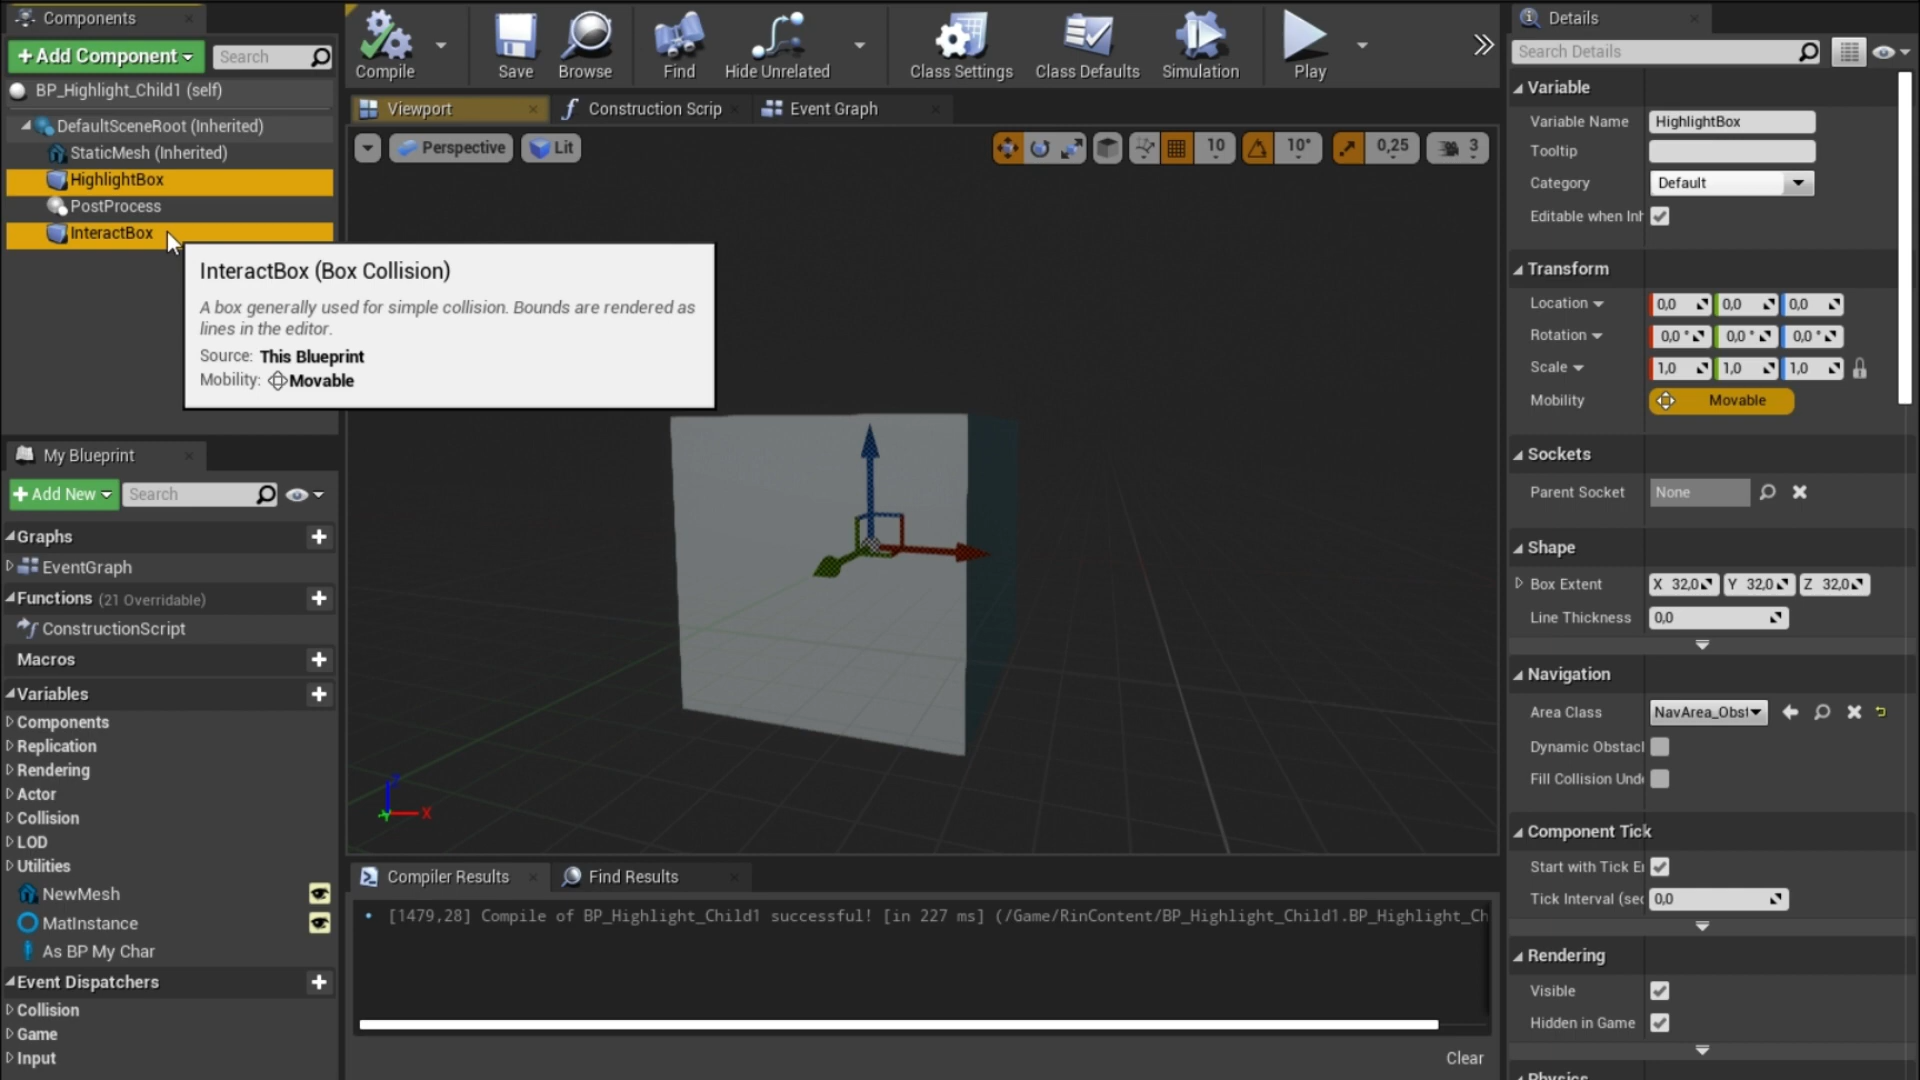 Components
Add Component
Search
BP_Highlight_Child1 (self)
DefaultSceneRoot (Inherited)
StaticMesh (Inherited)
HighlightBox
PostProcess
InteractBox
InteractBox (Box Collision)
A box generally used for simple collision. Bounds are rendered as
lines in the editor.
Source: This Blueprint
Mobility: Movable
My Blueprint
Add New
Search
Graphs
EventGraph
Functions (21 Overridable)
ConstructionScript
Macros
Variables
Components
Replication
Rendering
Actor
Collision
LOD
Utilities
NewMesh
MatInstance
As BP My Char
Event Dispatchers
Collision
Game
Input
Compile
Save
Browse
Find
Hide Unrelated
Class Settings
Class Defaults
Simulation
Play
Viewport
Construction Scrip
Event Graph
Perspective
Lit
10
10°
0,25
3
X
Compiler Results
Find Results
[1479,28] Compile of BP_Highlight_Child1 successful! [in 227 ms] (/Game/RinContent/BP_Highlight_Child1.BP_Highlight_Ch
Clear
Details
Search Details
Variable
Variable Name HighlightBox
Tooltip
Category Default
Editable when Inh
Transform
Location 0,0 0,0 0,0
Rotation 0,0 ° 0,0 ° 0,0 °
Scale 1,0 1,0 1,0
Mobility Movable
Sockets
Parent Socket None
Shape
Box Extent X 32,0 Y 32,0 Z 32,0
Line Thickness 0,0
Navigation
Area Class NavArea_Obst
Dynamic Obstacl
Fill Collision Unde
Component Tick
Start with Tick E
Tick Interval (sec 0,0
Rendering
Visible
Hidden in Game
Physics